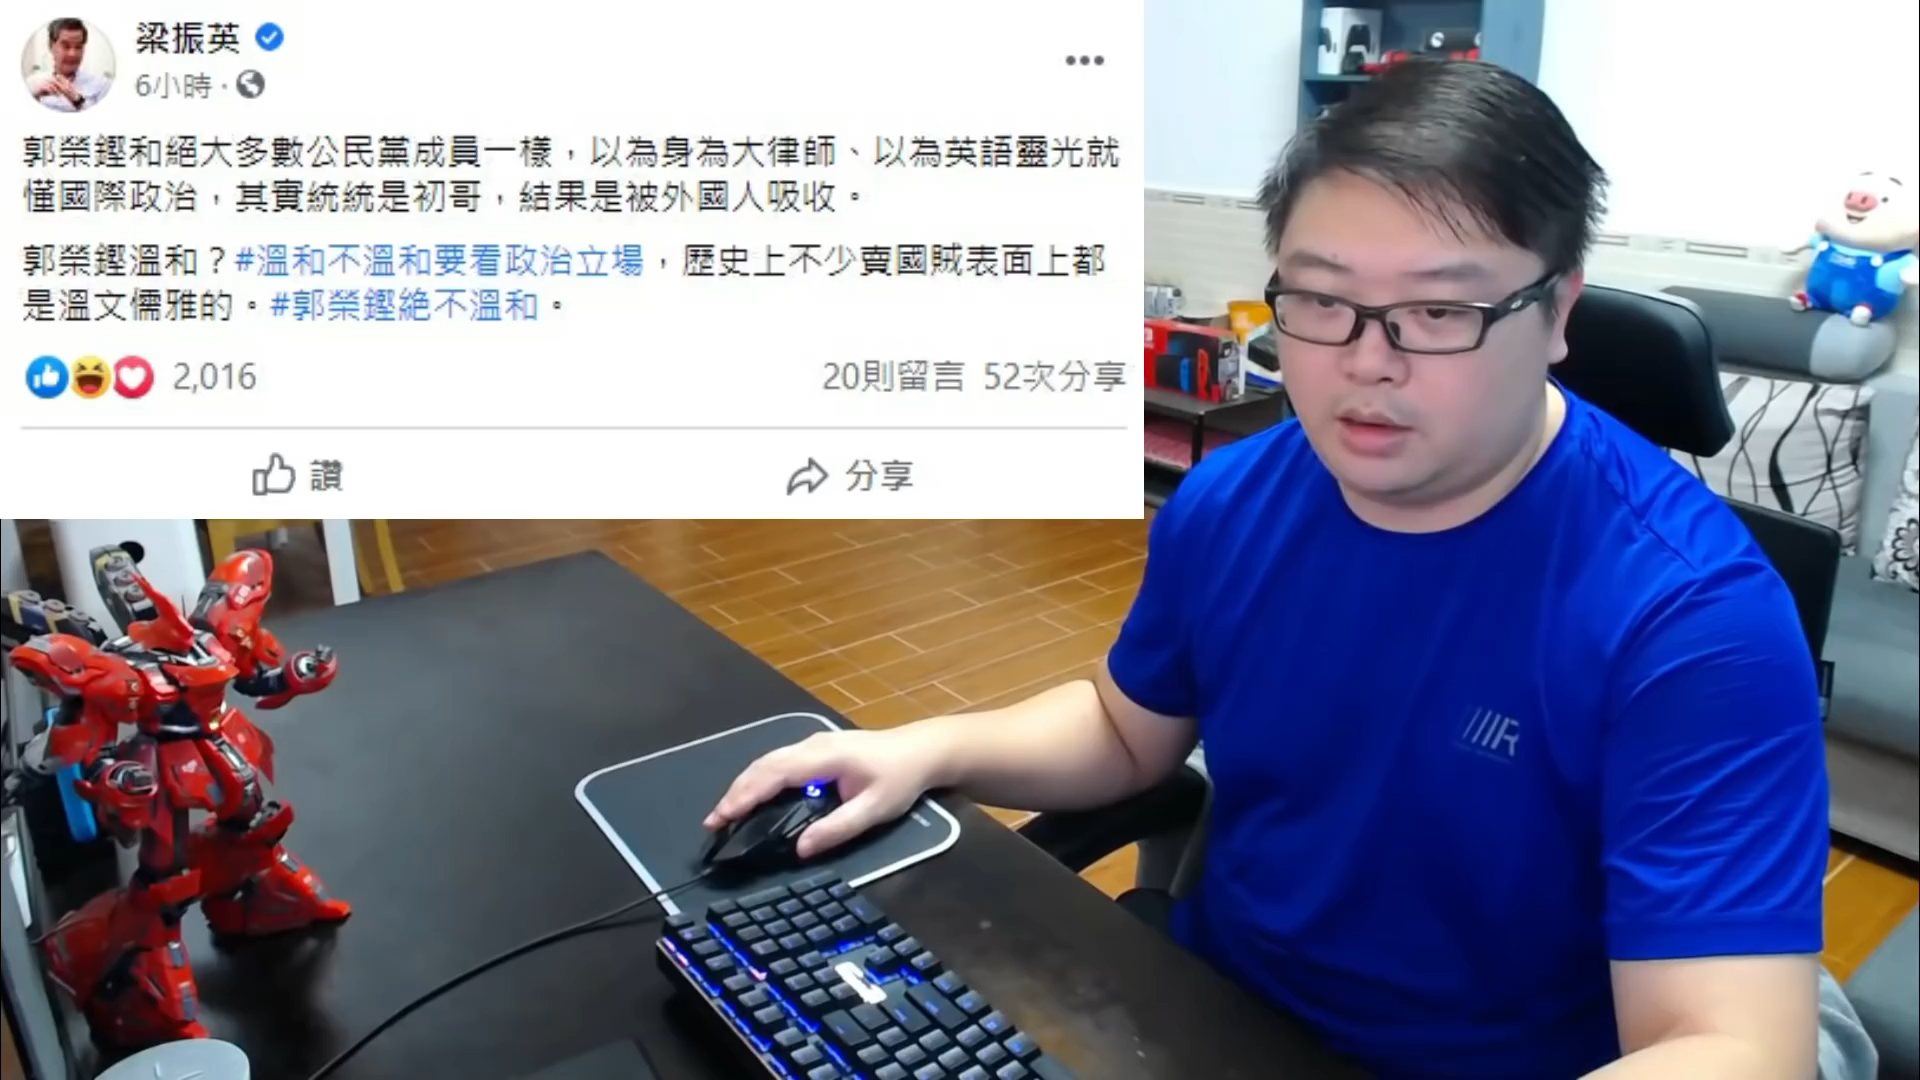 梁振英
6小時
郭榮鏗和絕大多數公民黨成員一樣，以為身為大律師、以為英語靈光就
懂國際政治，其實統統是初哥，結果是被外國人吸收。
郭榮鏗溫和？#溫和不溫和要看政治立場，歷史上不少賣國賊表面上都
是溫文儒雅的。#郭榮鏗絕不溫和。
2,016
20則留言 52次分享
讚
分享